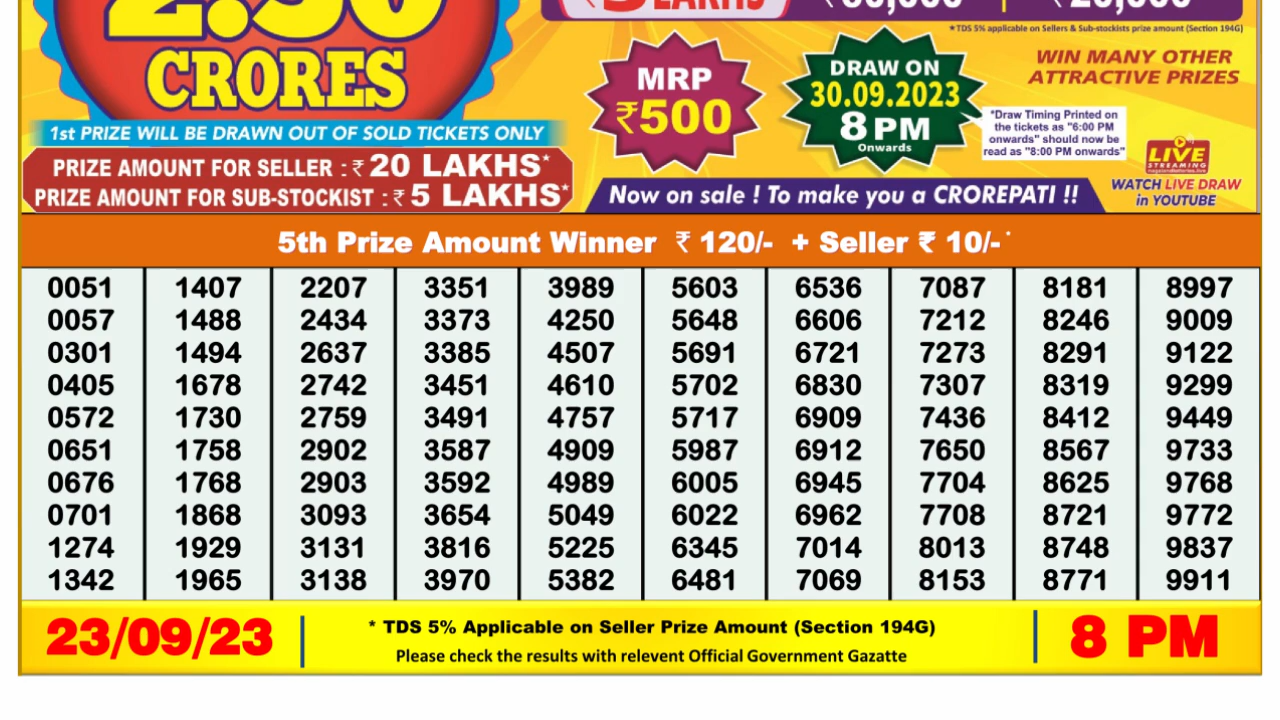 2.50
CRORES
1st PRIZE WILL BE DRAWN OUT OF SOLD TICKETS ONLY
PRIZE AMOUNT FOR SELLER : ₹ 20 LAKHS*
PRIZE AMOUNT FOR SUB-STOCKIST : ₹ 5 LAKHS*
LAKHS
*TDS 5% applicable on Sellers & Sub-stockists prize amount (Section 194G)
MRP
₹500
DRAW ON
30.09.2023
8 PM
Onwards
WIN MANY OTHER
ATTRACTIVE PRIZES
*Draw Timing Printed on
the tickets as "6:00 PM
onwards" should now be
read as "8:00 PM onwards"
LIVE
STREAMING
WATCH LIVE DRAW
in YOUTUBE
Now on sale ! To make you a CROREPATI !!
5th Prize Amount Winner ₹ 120/- + Seller ₹ 10/- *
0051 1407 2207 3351 3989 5603 6536 7087 8181 8997
0057 1488 2434 3373 4250 5648 6606 7212 8246 9009
0301 1494 2637 3385 4507 5691 6721 7273 8291 9122
0405 1678 2742 3451 4610 5702 6830 7307 8319 9299
0572 1730 2759 3491 4757 5717 6909 7436 8412 9449
0651 1758 2902 3587 4909 5987 6912 7650 8567 9733
0676 1768 2903 3592 4989 6005 6945 7704 8625 9768
0701 1868 3093 3654 5049 6022 6962 7708 8721 9772
1274 1929 3131 3816 5225 6345 7014 8013 8748 9837
1342 1965 3138 3970 5382 6481 7069 8153 8771 9911
23/09/23
* TDS 5% Applicable on Seller Prize Amount (Section 194G)
Please check the results with relevent Official Government Gazatte
8 PM